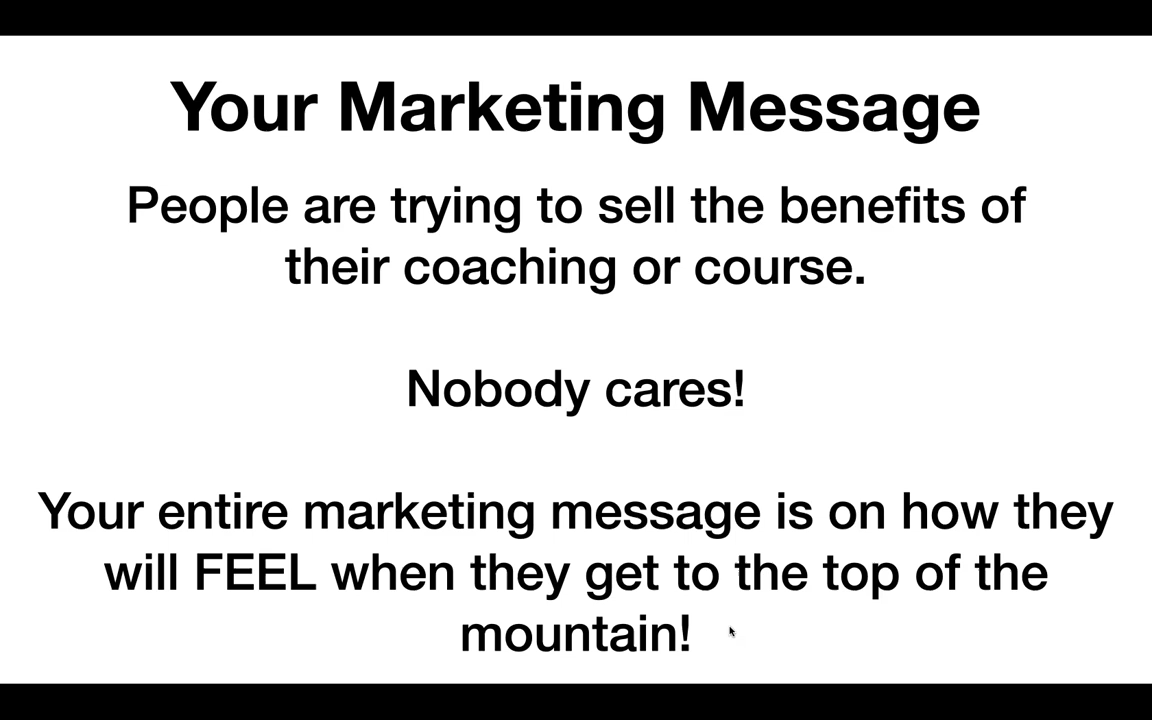 Your Marketing Message
People are trying to sell the benefits of
their coaching or course.
Nobody cares!
Your entire marketing message is on how they
will FEEL when they get to the top of the
mountain!